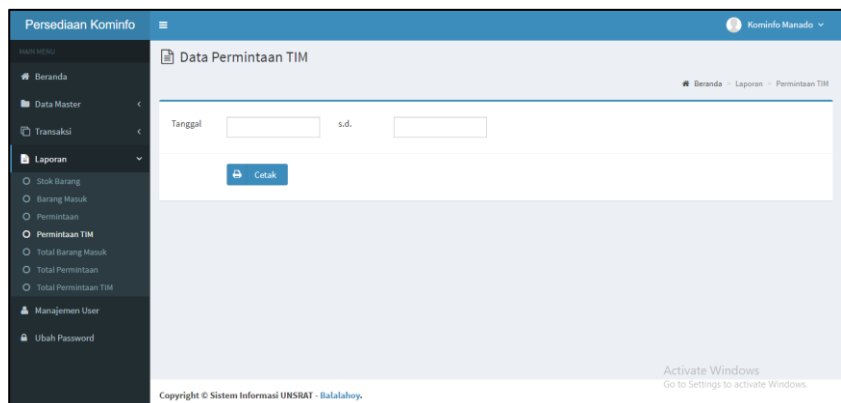 Persediaan Kominfo
Kominfo Manado
MAIN MENU
Beranda
Data Master
Transaksi
Laporan
Stok Barang
Barang Masuk
Permintaan
Permintaan TIM
Total Barang Masuk
Total Permintaan
Total Permintaan TIM
Manajemen User
Ubah Password
Data Permintaan TIM
Beranda > Laporan > Permintaan TIM
Tanggal s.d.
Cetak
Activate Windows
Go to Settings to activate Windows.
Copyright © Sistem Informasi UNSRAT - Balalahoy.